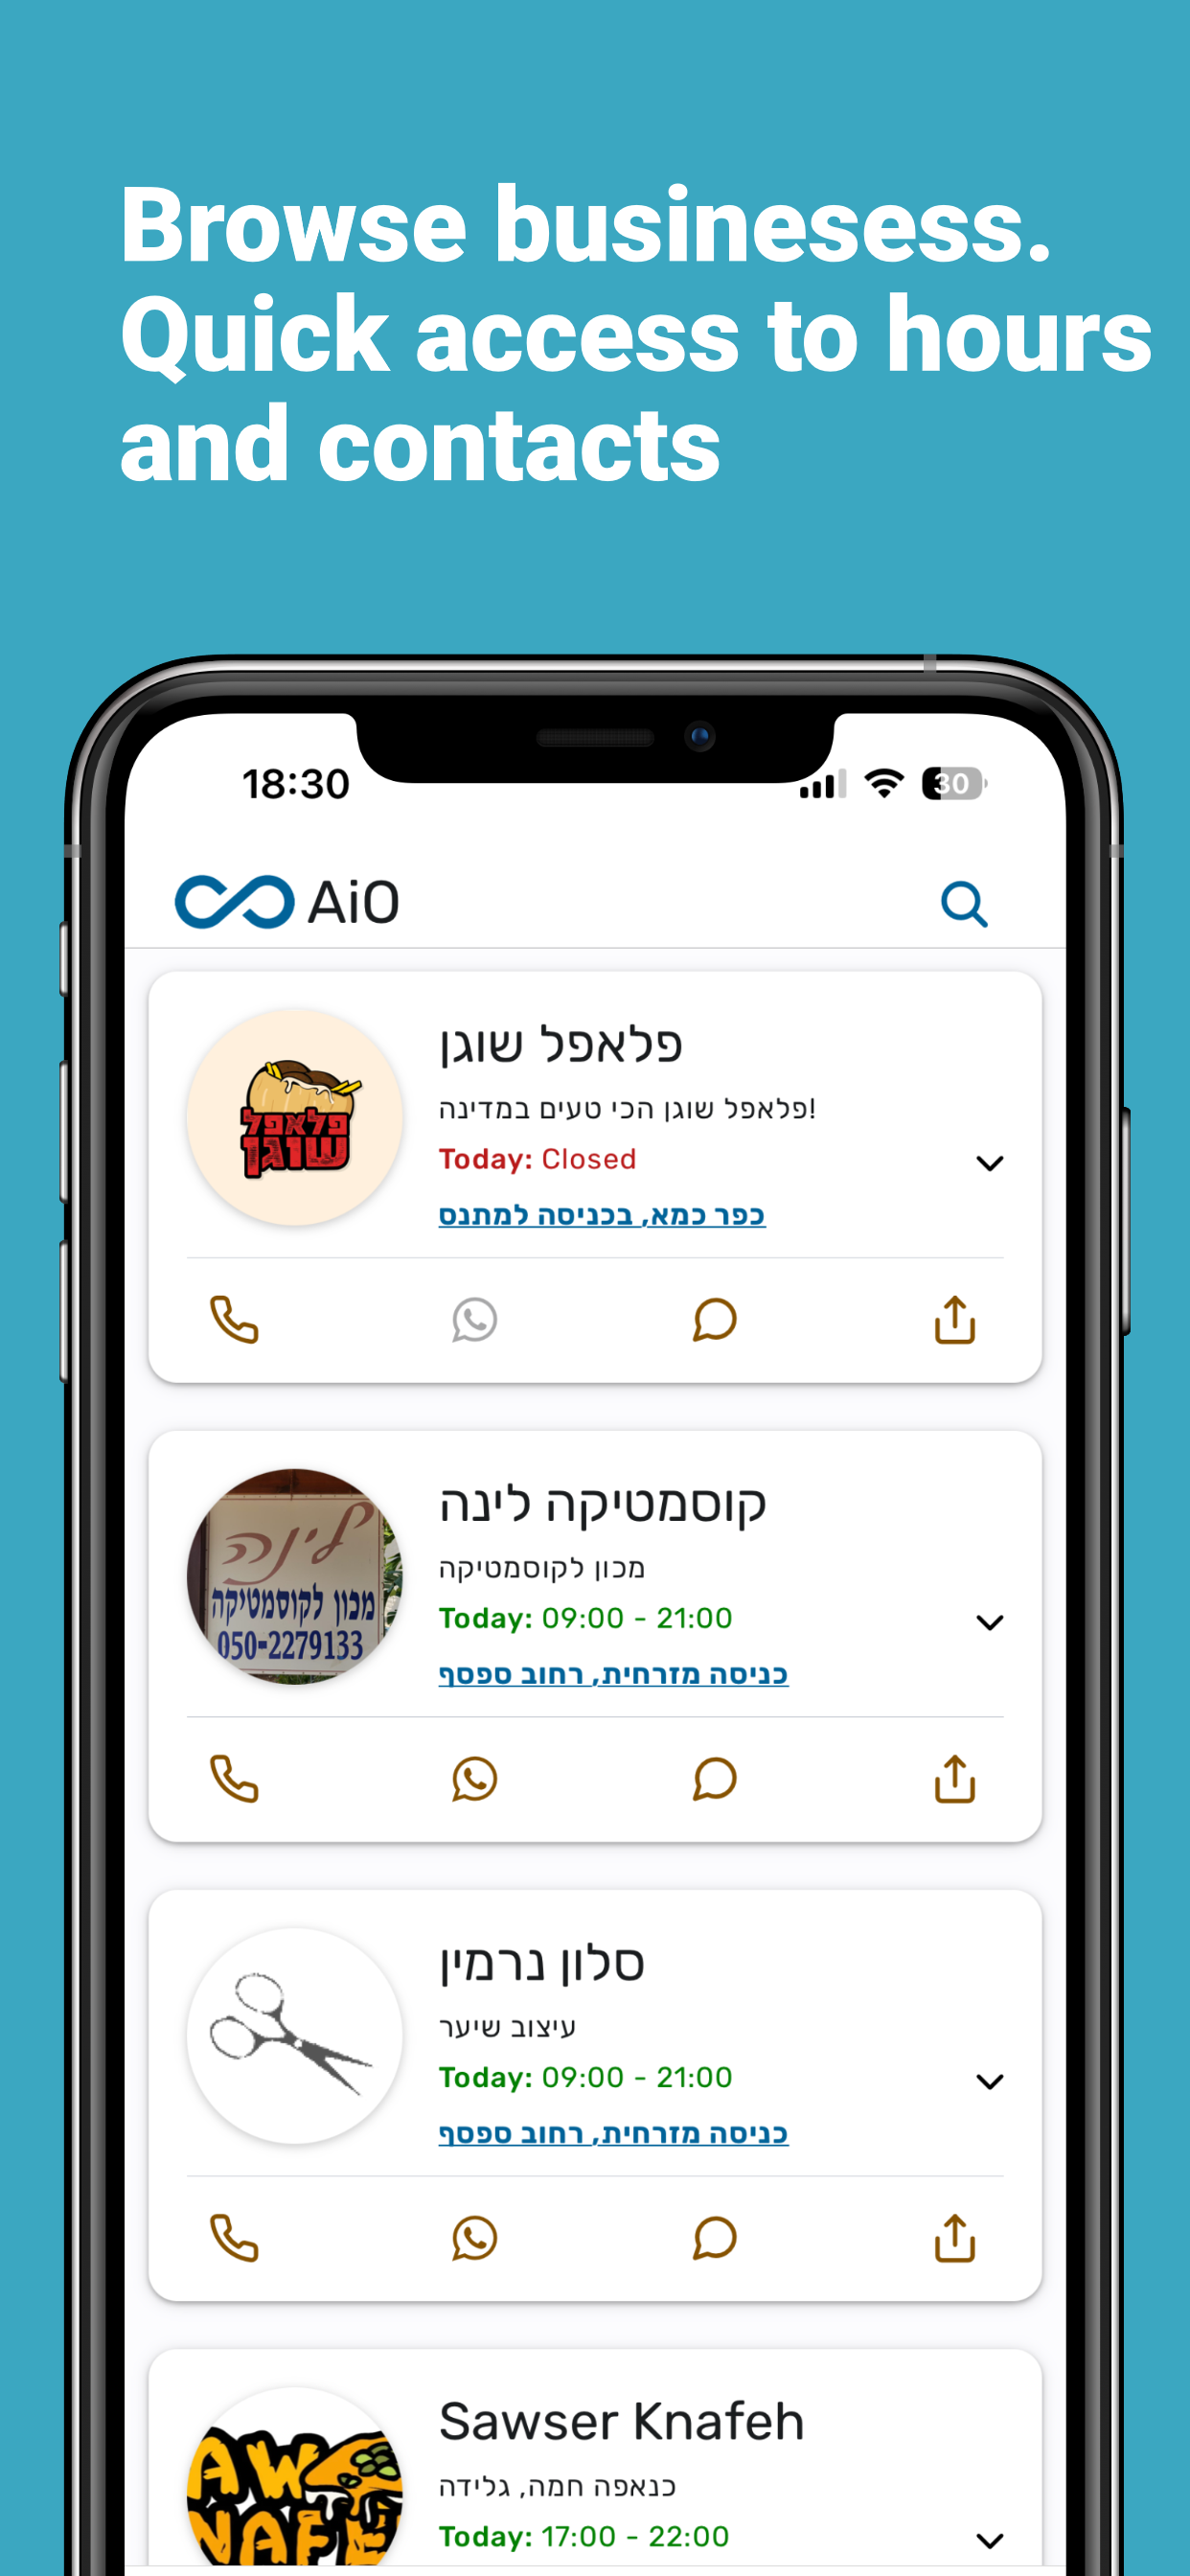 Browse businesess.
Quick access to hours
and contacts
18:30
30
AiO
פלאפל שוגן
פלאפל שוגן
פלאפל שוגן הכי טעים במדינה!
Today: Closed
כפר כמא, בכניסה למתנס
לינה
מכון לקוסמטיקה
050-2279133
קוסמטיקה לינה
מכון לקוסמטיקה
Today: 09:00 - 21:00
כניסה מזרחית, רחוב ספסף
סלון נרמין
עיצוב שיער
Today: 09:00 - 21:00
כניסה מזרחית, רחוב ספסף
Sawser Knafeh
כנאפה חמה, גלידה
Today: 17:00 - 22:00